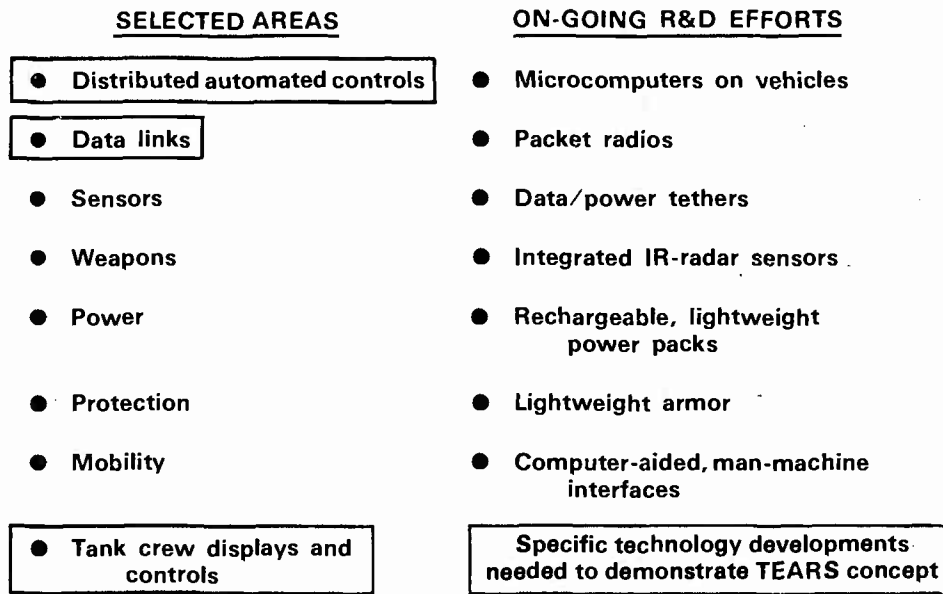 SELECTED AREAS
● Distributed automated controls
● Data links
● Sensors
● Weapons
● Power
● Protection
● Mobility
● Tank crew displays and
controls
ON-GOING R&D EFFORTS
● Microcomputers on vehicles
● Packet radios
● Data/power tethers
● Integrated IR-radar sensors
● Rechargeable, lightweight
power packs
● Lightweight armor
● Computer-aided, man-machine
interfaces
Specific technology developments
needed to demonstrate TEARS concept